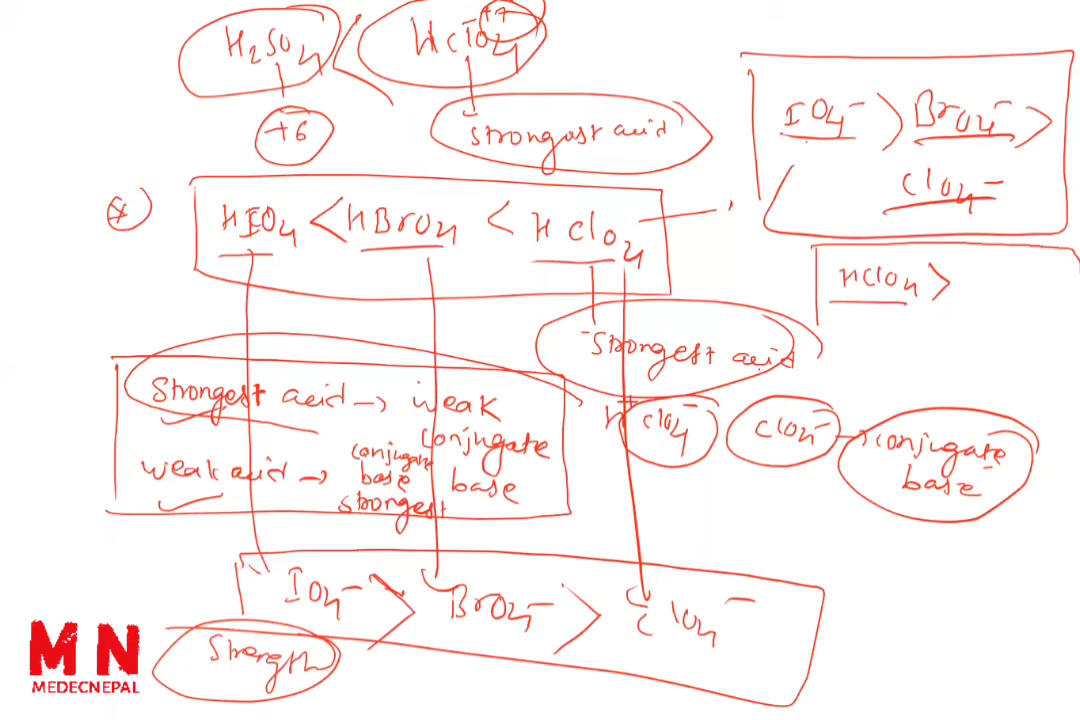 H₂SO₄ < HClO₄ +7
+6
strongest acid
IO₄⁻ > BrO₄⁻ >
ClO₄⁻
HIO₄ < HBrO₄ < HClO₄
HClO₄ >
strongest acid
Strongest acid → weak
conjugate
base
weak acid → conjugate
base
strongest
H⁺ ClO₄⁻
ClO₄⁻ → conjugate
base
IO₄⁻ > BrO₄⁻ > ClO₄⁻
Strength
MN
MEDECNEPAL